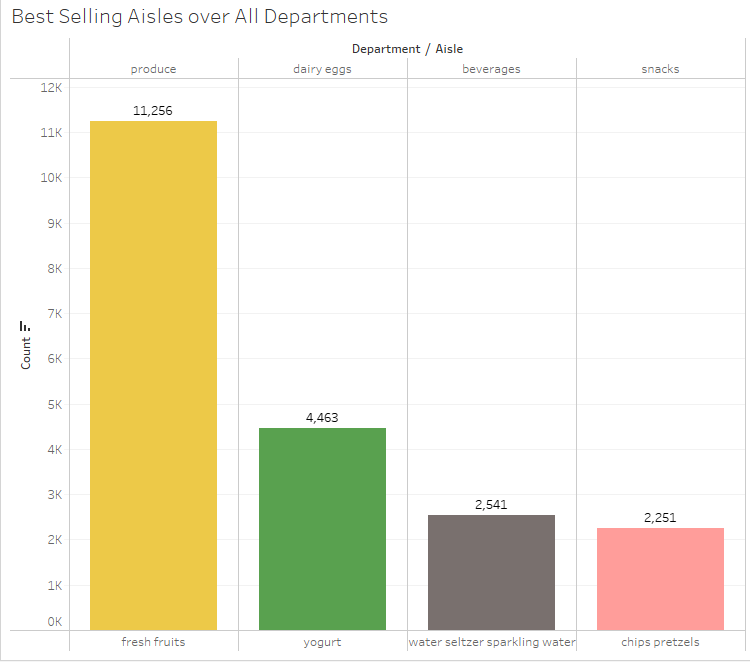 Best Selling Aisles over All Departments
Department / Aisle
produce
dairy eggs
beverages
snacks
12K
11K
10K
9K
8K
7K
6K
5K
4K
3K
2K
1K
0K
Count
11,256
4,463
2,541
2,251
fresh fruits
yogurt
water seltzer sparkling water
chips pretzels